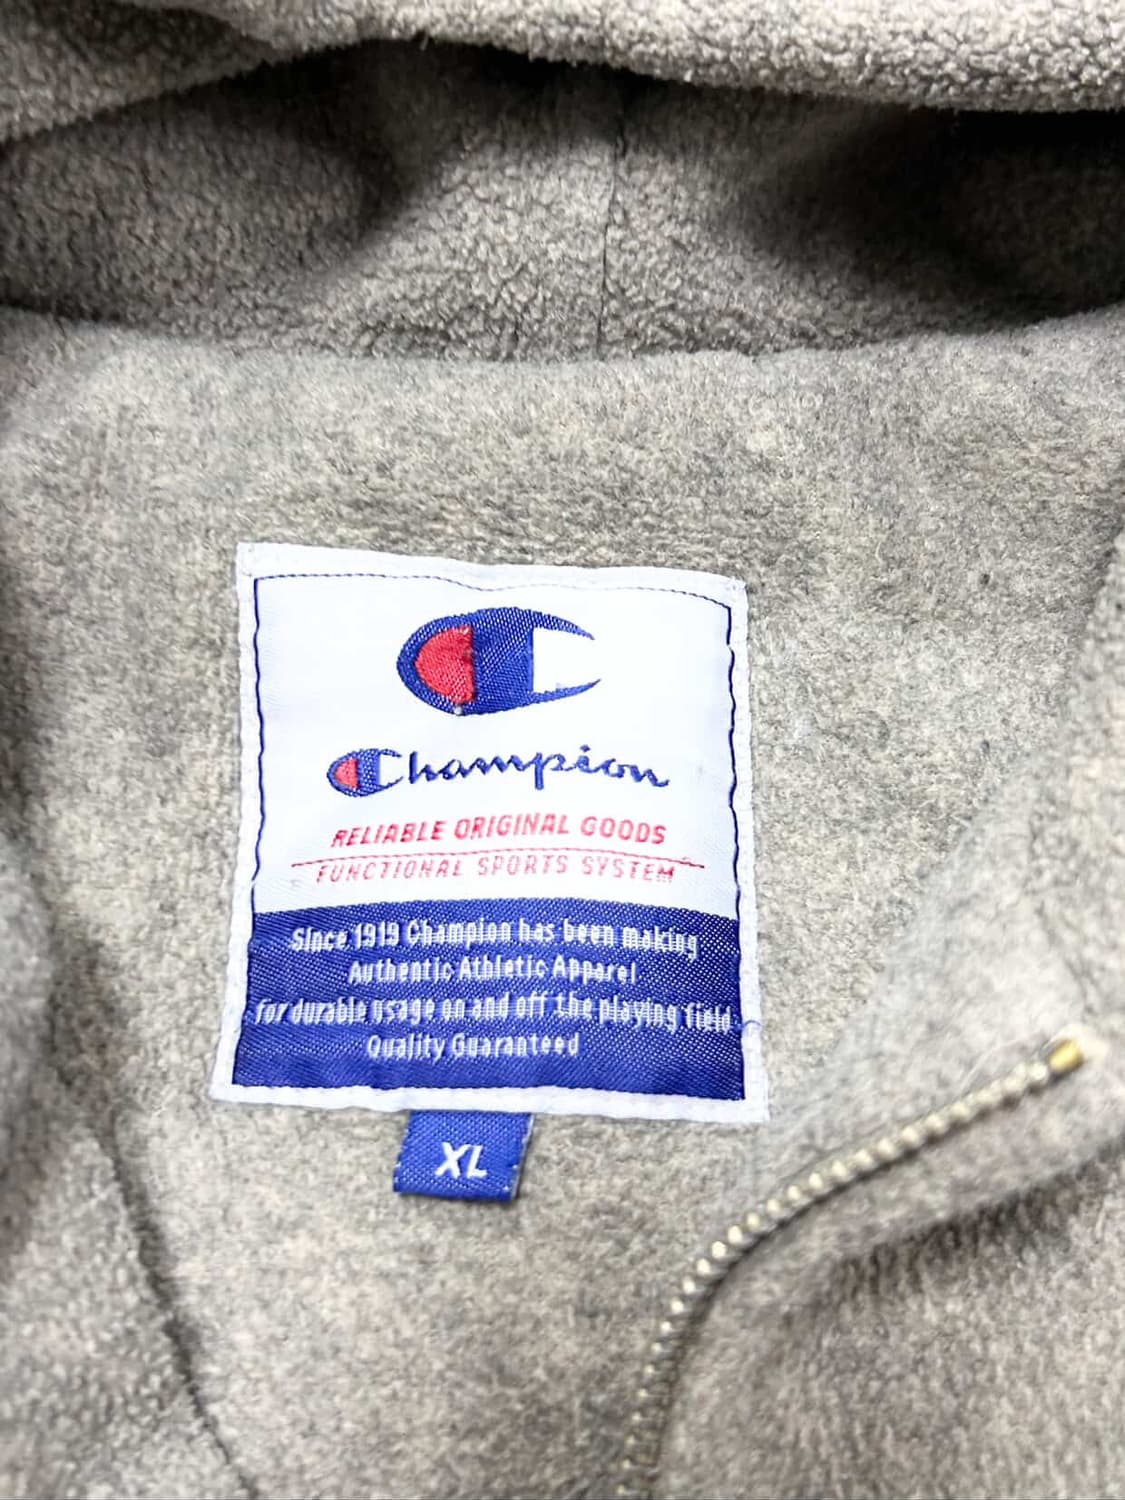 Champion
RELIABLE ORIGINAL GOODS
FUNCTIONAL SPORTS SYSTEM
Since 1919 Champion has been making
Authentic Athletic Apparel
for durable usage on and off the playing field
Quality Guaranteed
XL